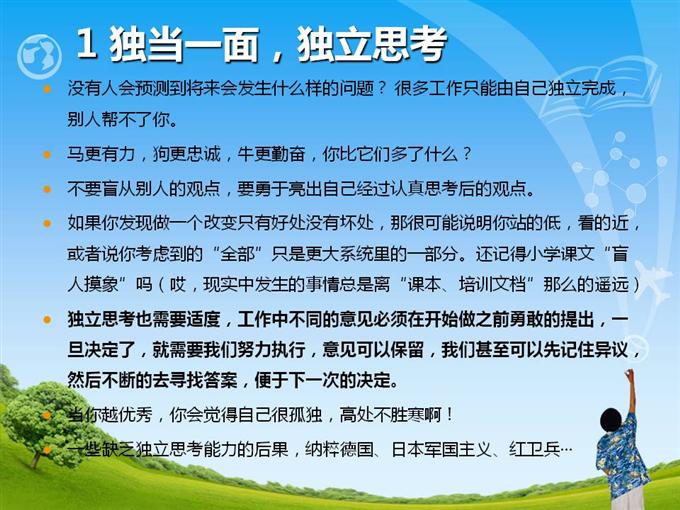 1 独当一面，独立思考
没有人会预测到将来会发生什么样的问题？ 很多工作只能由自己独立完成，
别人帮不了你。
马更有力，狗更忠诚，牛更勤奋，你比它们多了什么？
不要盲从别人的观点，要勇于亮出自己经过认真思考后的观点。
如果你发现做一个改变只有好处没有坏处，那很可能说明你站的低，看的近，
或者说你考虑到的“全部”只是更大系统里的一部分。还记得小学课文“盲
人摸象”吗（哎，现实中发生的事情总是离“课本、培训文档”那么的遥远）
独立思考也需要适度，工作中不同的意见必须在开始做之前勇敢的提出，一
旦决定了，就需要我们努力执行，意见可以保留，我们甚至可以先记住异议，
然后不断的去寻找答案，便于下一次的决定。
当你越优秀，你会觉得自己很孤独，高处不胜寒啊！
一些缺乏独立思考能力的后果，纳粹德国、日本军国主义、红卫兵…